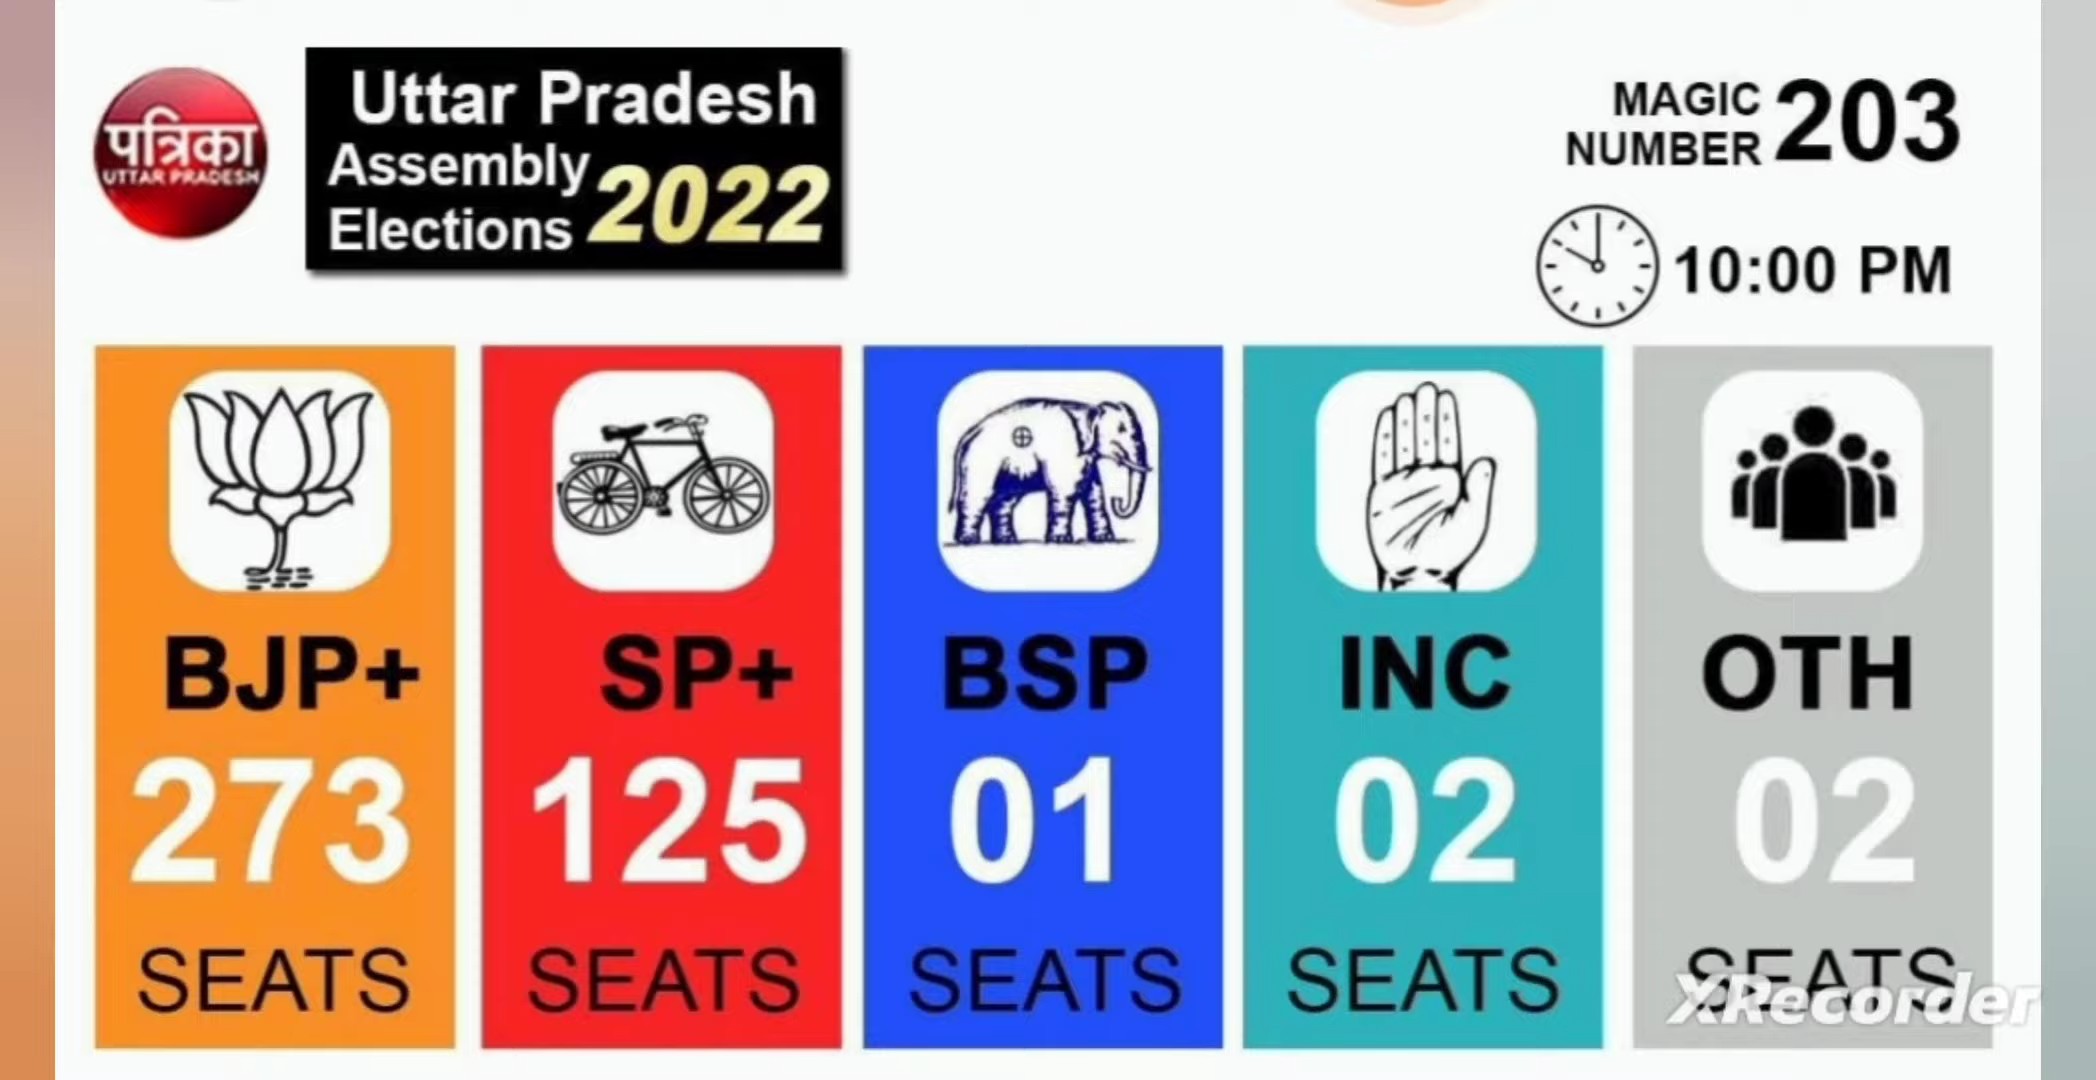 पत्रिका
UTTAR PRADESH
Uttar Pradesh
Assembly
Elections 2022
MAGIC
NUMBER 203
10:00 PM
BJP+
273
SEATS
SP+
125
SEATS
BSP
01
SEATS
INC
02
SEATS
OTH
02
SEATS
XRecorder